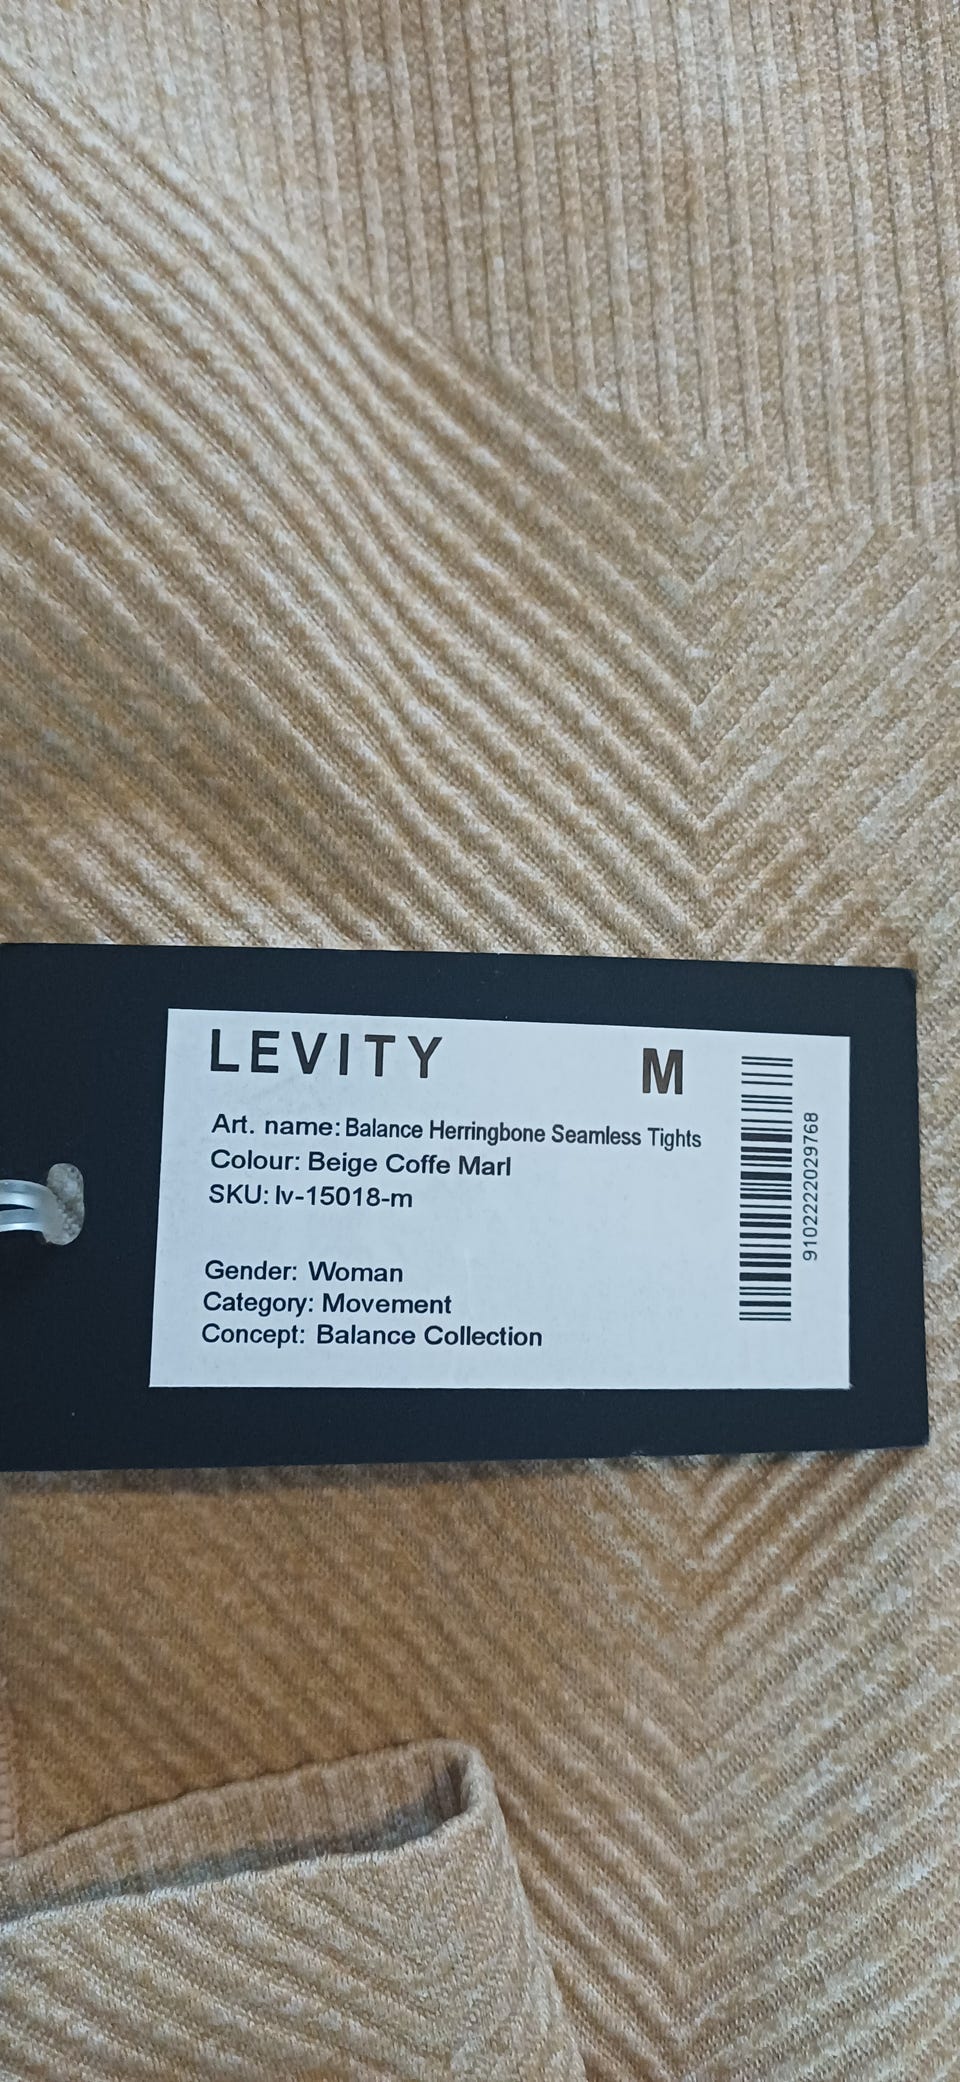 LEVITY
M
Art. name: Balance Herringbone Seamless Tights
Colour: Beige Coffe Marl
SKU: lv-15018-m
Gender: Woman
Category: Movement
Concept: Balance Collection
9102222029768